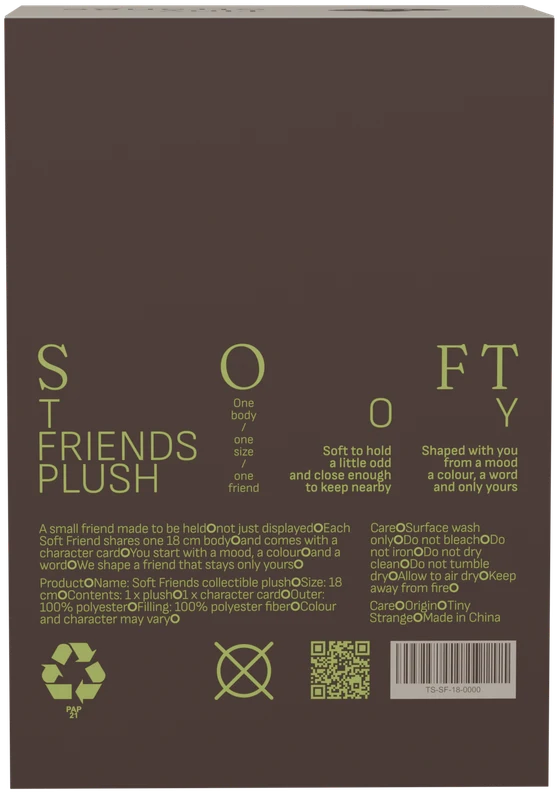 S O F T
T O Y
FRIENDS
PLUSH
One
body
/
one
size
/
one
friend
Soft to hold
a little odd
and close enough
to keep nearby
Shaped with you
from a mood
a colour, a word
and only yours
A small friend made to be heldOnot just displayedOEach
Soft Friend shares one 18 cm bodyOand comes with a
character cardOYou start with a mood, a colourOand a
wordOWe shape a friend that stays only yoursO
ProductOName: Soft Friends collectible plushOSize: 18
cmOContents: 1 x plushO1 x character cardOOuter:
100% polyesterOFilling: 100% polyester fiberOColour
and character may varyO
CareOSurface wash
onlyODo not bleachODo
not ironODo not dry
cleanODo not tumble
dryOAllow to air dryOKeep
away from fireO
CareOOriginOTiny
StrangeOMade in China
PAP
21
TS-SF-18-0000